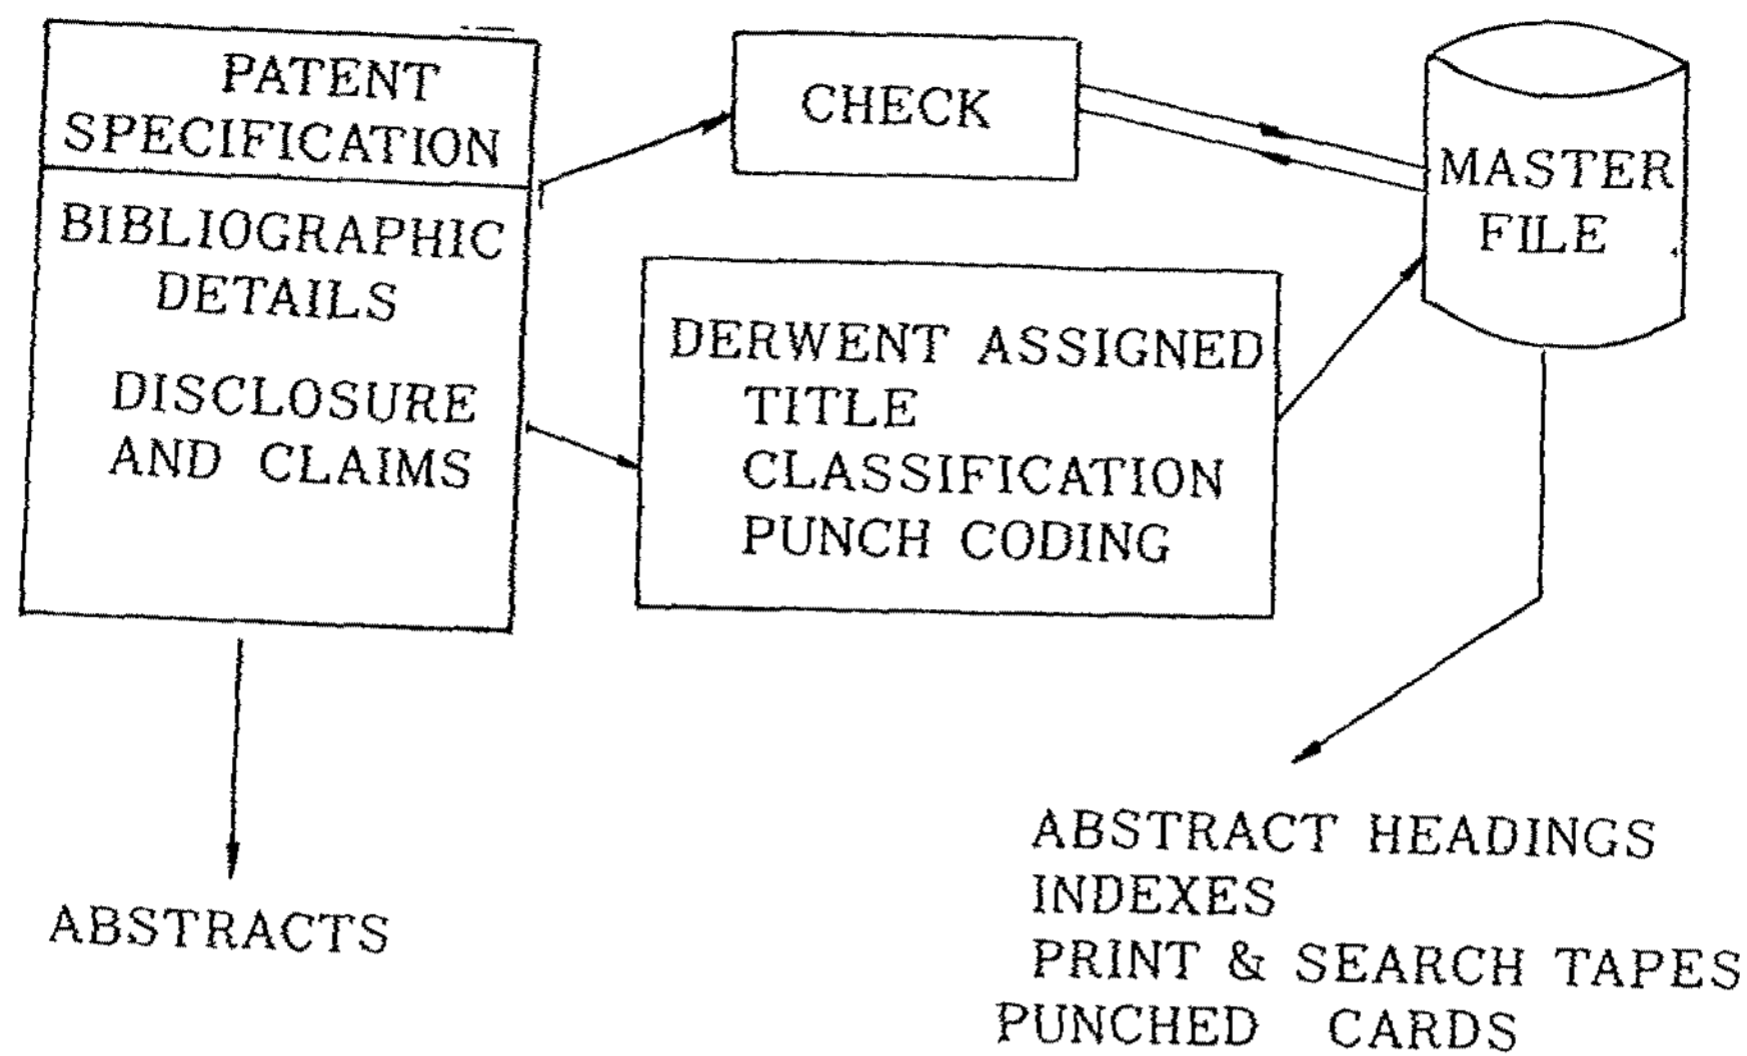 PATENT
SPECIFICATION
BIBLIOGRAPHIC
DETAILS
DISCLOSURE
AND CLAIMS
CHECK
MASTER
FILE
DERWENT ASSIGNED
TITLE
CLASSIFICATION
PUNCH CODING
ABSTRACTS
ABSTRACT HEADINGS
INDEXES
PRINT & SEARCH TAPES
PUNCHED CARDS